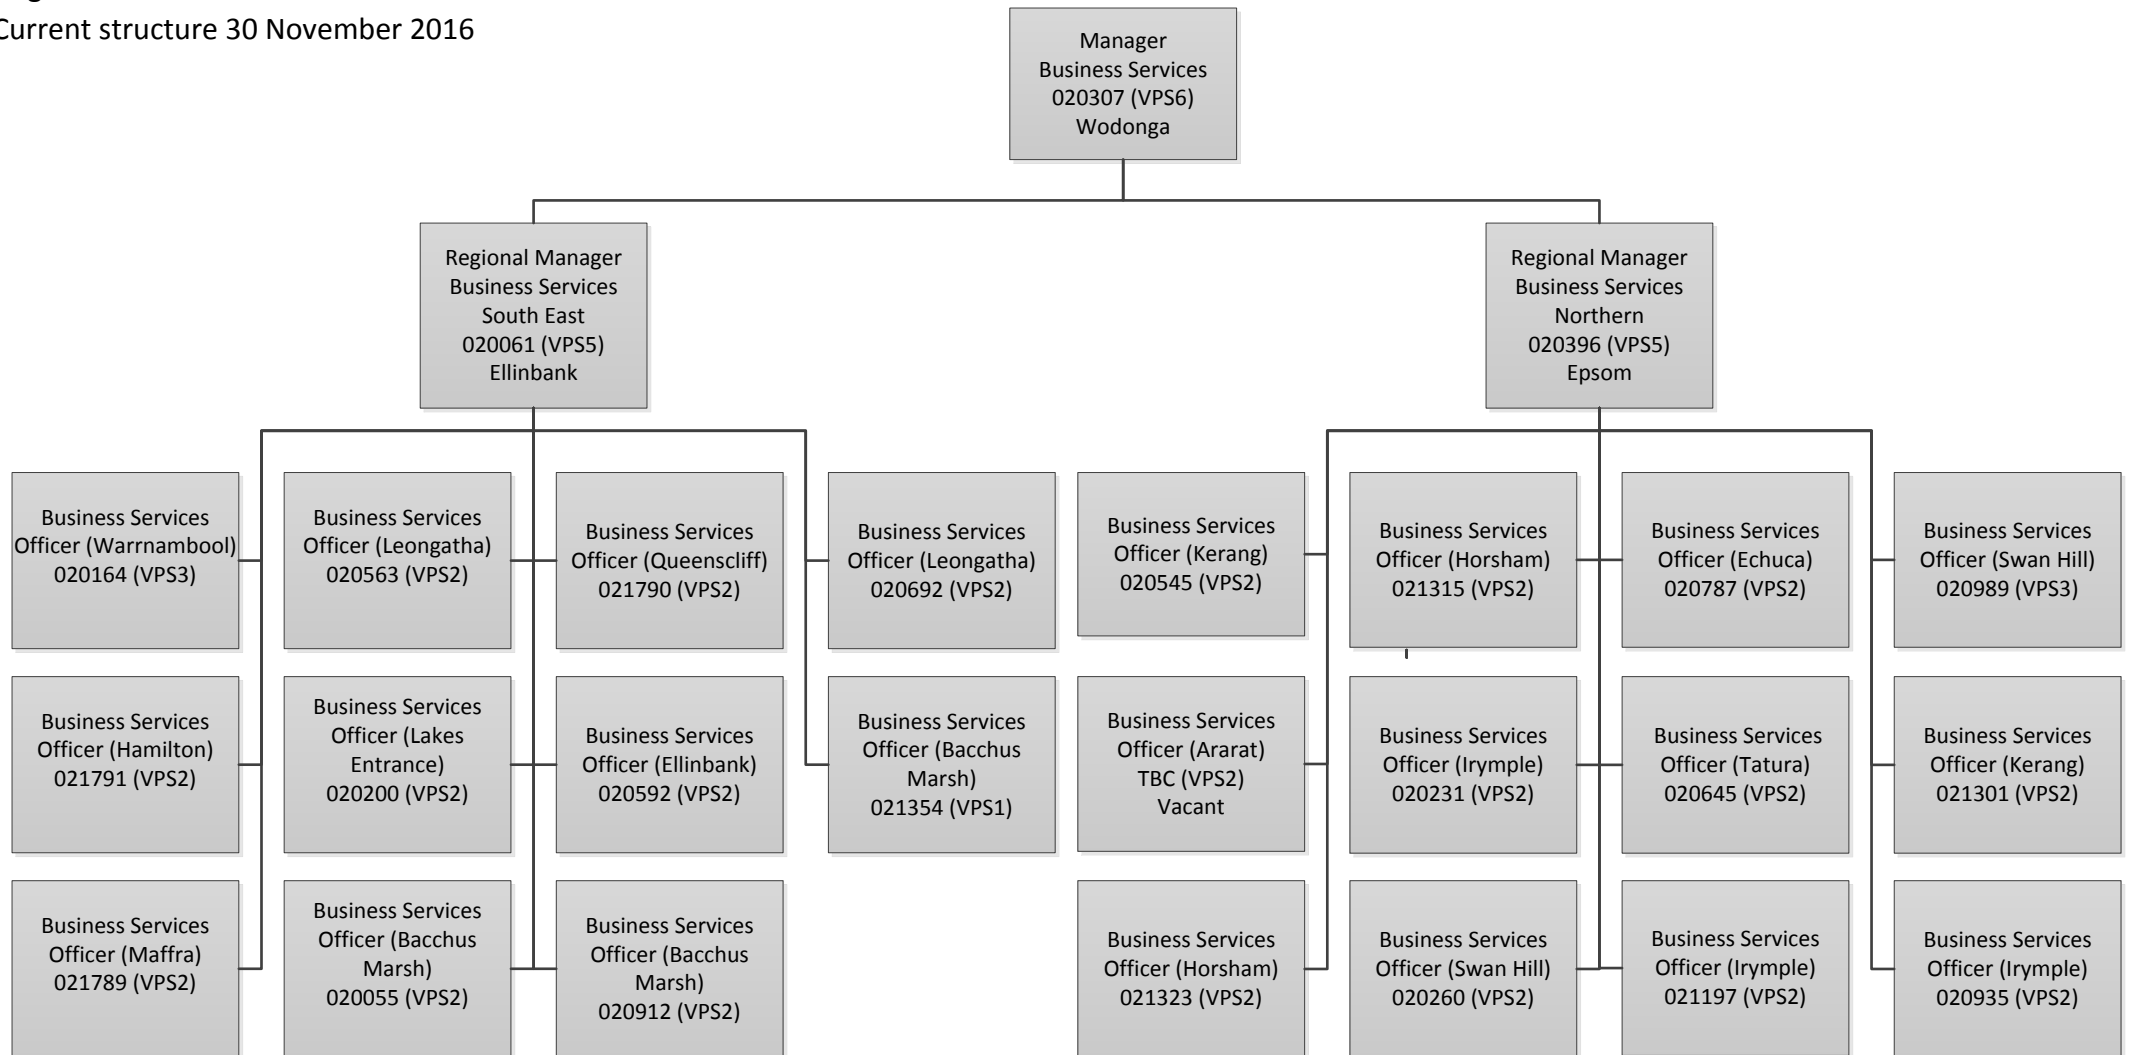 Current structure 30 November 2016
Manager
Business Services
020307 (VPS6)
Wodonga
Regional Manager
Business Services
South East
020061 (VPS5)
Ellinbank
Regional Manager
Business Services
Northern
020396 (VPS5)
Epsom
Business Services
Officer (Warrnambool)
020164 (VPS3)
Business Services
Officer (Leongatha)
020563 (VPS2)
Business Services
Officer (Queenscliff)
021790 (VPS2)
Business Services
Officer (Leongatha)
020692 (VPS2)
Business Services
Officer (Kerang)
020545 (VPS2)
Business Services
Officer (Horsham)
021315 (VPS2)
Business Services
Officer (Echuca)
020787 (VPS2)
Business Services
Officer (Swan Hill)
020989 (VPS3)
Business Services
Officer (Hamilton)
021791 (VPS2)
Business Services
Officer (Lakes
Entrance)
020200 (VPS2)
Business Services
Officer (Ellinbank)
020592 (VPS2)
Business Services
Officer (Bacchus
Marsh)
021354 (VPS1)
Business Services
Officer (Ararat)
TBC (VPS2)
Vacant
Business Services
Officer (Irymple)
020231 (VPS2)
Business Services
Officer (Tatura)
020645 (VPS2)
Business Services
Officer (Kerang)
021301 (VPS2)
Business Services
Officer (Maffra)
021789 (VPS2)
Business Services
Officer (Bacchus
Marsh)
020055 (VPS2)
Business Services
Officer (Bacchus
Marsh)
020912 (VPS2)
Business Services
Officer (Horsham)
021323 (VPS2)
Business Services
Officer (Swan Hill)
020260 (VPS2)
Business Services
Officer (Irymple)
021197 (VPS2)
Business Services
Officer (Irymple)
020935 (VPS2)